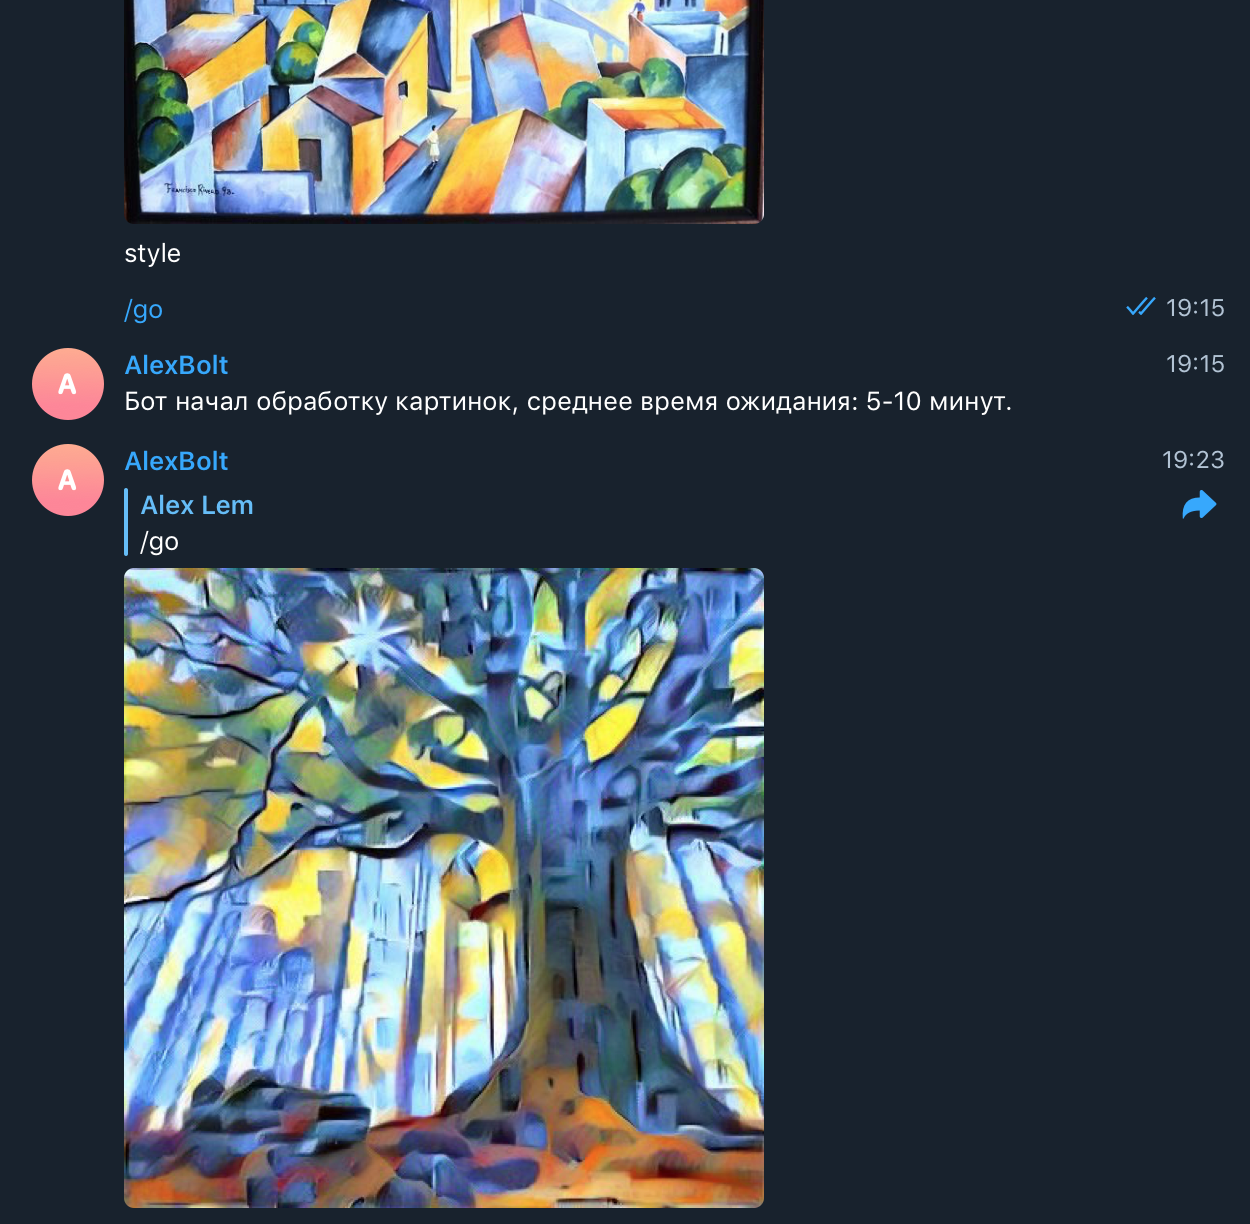 Francisco Rivero 93.
style
/go
19:15
AlexBolt
19:15
A
Бот начал обработку картинок, среднее время ожидания: 5-10 минут.
AlexBolt
19:23
A
Alex Lem
/go